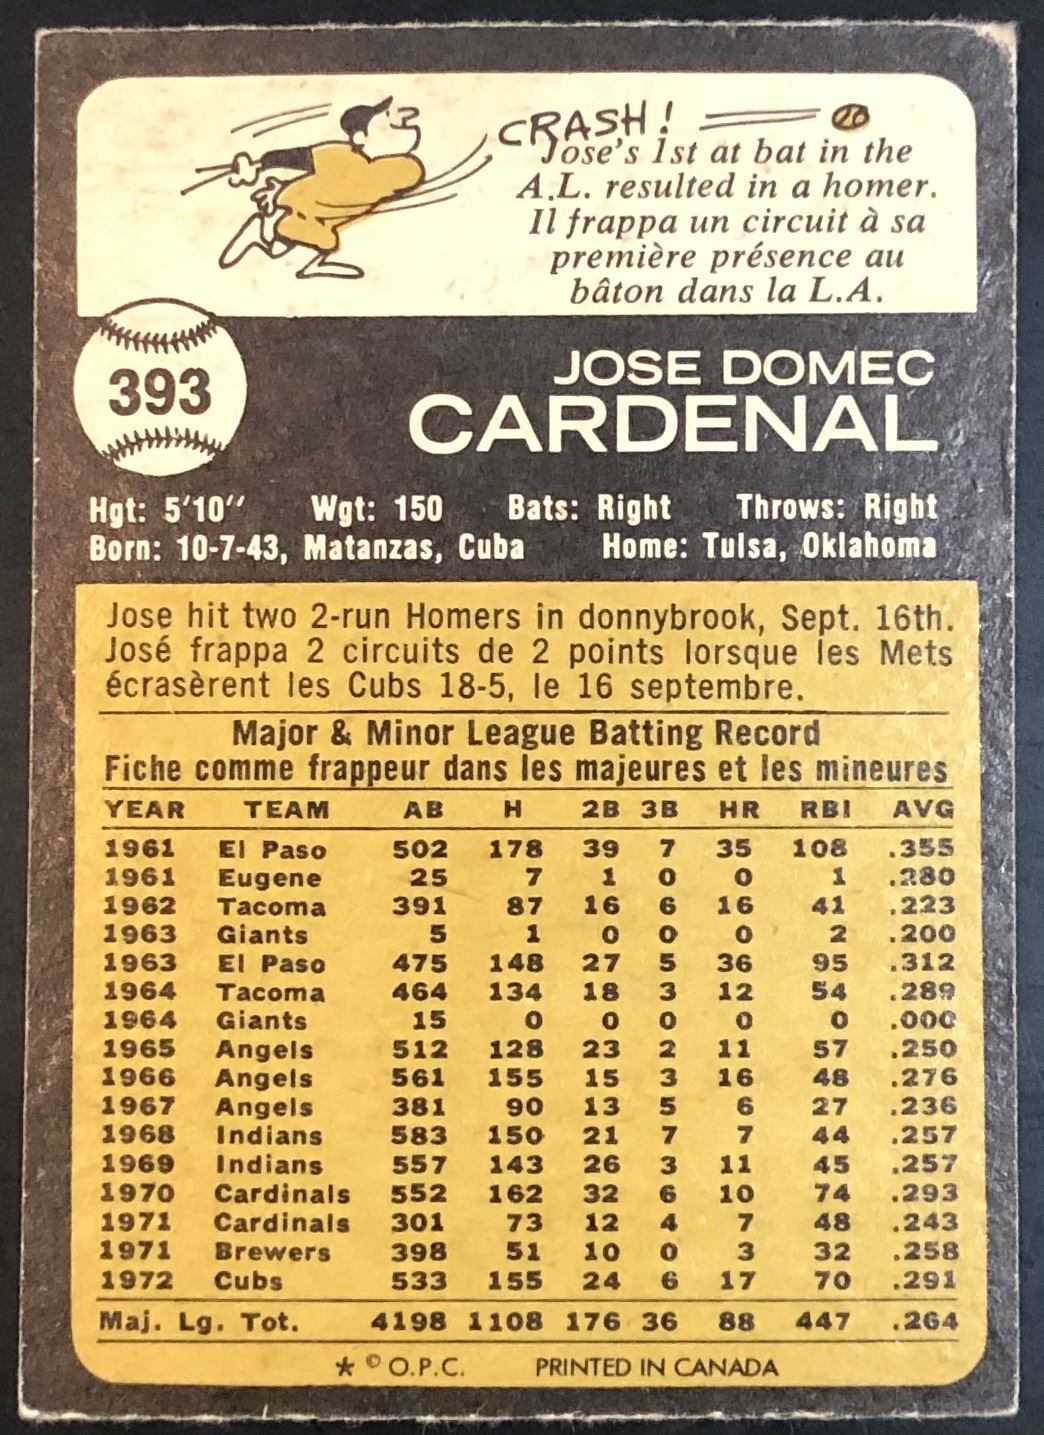 CRASH!
Jose's 1st at bat in the
A.L. resulted in a homer.
Il frappa un circuit à sa
première présence au
bâton dans la L.A.
393
JOSE DOMEC
CARDENAL
Hgt: 5'10" Wgt: 150 Bats: Right Throws: Right
Born: 10-7-43, Matanzas, Cuba Home: Tulsa, Oklahoma
Jose hit two 2-run Homers in donnybrook, Sept. 16th.
José frappa 2 circuits de 2 points lorsque les Mets
écrasèrent les Cubs 18-5, le 16 septembre.
Major & Minor League Batting Record
Fiche comme frappeur dans les majeures et les mineures
YEAR TEAM AB H 2B 3B HR RBI AVG
1961 El Paso 502 178 39 7 35 108 .355
1961 Eugene 25 7 1 0 0 1 .280
1962 Tacoma 391 87 16 6 16 41 .223
1963 Giants 5 1 0 0 0 2 .200
1963 El Paso 475 148 27 5 36 95 .312
1964 Tacoma 464 134 18 3 12 54 .289
1964 Giants 15 0 0 0 0 0 .000
1965 Angels 512 128 23 2 11 57 .250
1966 Angels 561 155 15 3 16 48 .276
1967 Angels 381 90 13 5 6 27 .236
1968 Indians 583 150 21 7 7 44 .257
1969 Indians 557 143 26 3 11 45 .257
1970 Cardinals 552 162 32 6 10 74 .293
1971 Cardinals 301 73 12 4 7 48 .243
1971 Brewers 398 51 10 0 3 32 .258
1972 Cubs 533 155 24 6 17 70 .291
Maj. Lg. Tot. 4198 1108 176 36 88 447 .264
* © O.P.C. PRINTED IN CANADA